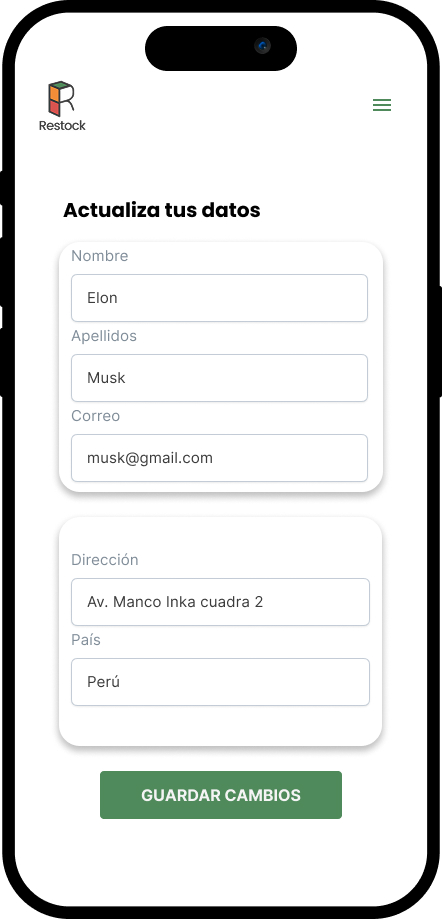 Restock
Actualiza tus datos
Nombre
Elon
Apellidos
Musk
Correo
musk@gmail.com
Dirección
Av. Manco Inka cuadra 2
País
Perú
GUARDAR CAMBIOS